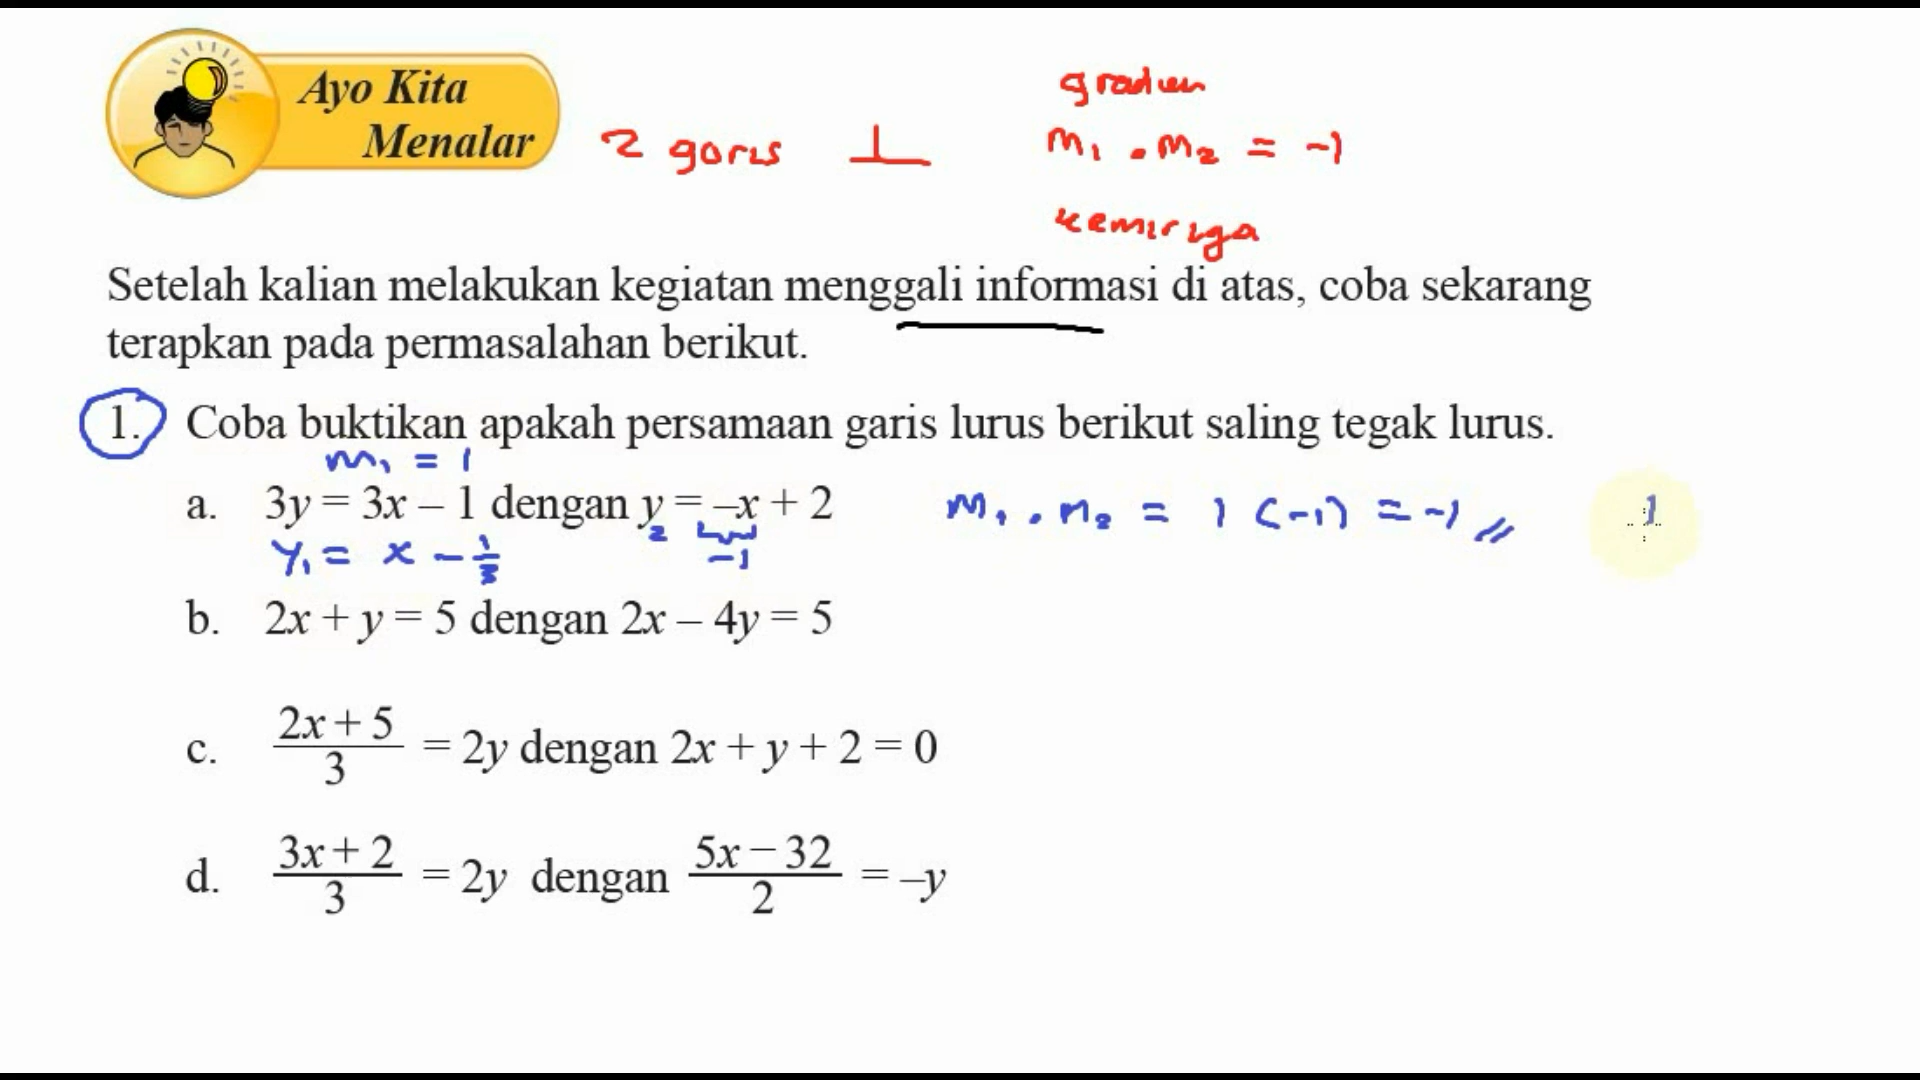 Ayo Kita
Menalar
2 garis ⊥
gradien
m₁ . m₂ = -1
Setelah kalian melakukan kegiatan menggali informasi di atas, coba sekarang
terapkan pada permasalahan berikut.
1. Coba buktikan apakah persamaan garis lurus berikut saling tegak lurus.
m₁ = 1
a. 3y = 3x – 1 dengan y = –x + 2
m₁ . m₂ = 1 (-1) = -1 //
y₁ = x - 1/3
2
-1
b. 2x + y = 5 dengan 2x – 4y = 5
c. (2x + 5)/3 = 2y dengan 2x + y + 2 = 0
d. (3x + 2)/3 = 2y dengan (5x – 32)/2 = –y